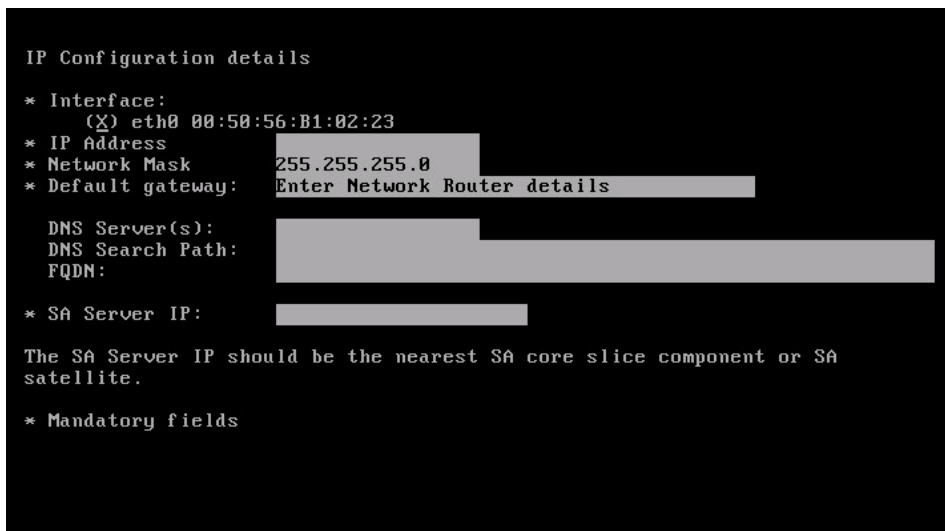 IP Configuration details
* Interface:
(X) eth0 00:50:56:B1:02:23
* IP Address
* Network Mask 255.255.255.0
* Default gateway: Enter Network Router details
DNS Server(s):
DNS Search Path:
FQDN:
* SA Server IP:
The SA Server IP should be the nearest SA core slice component or SA
satellite.
* Mandatory fields